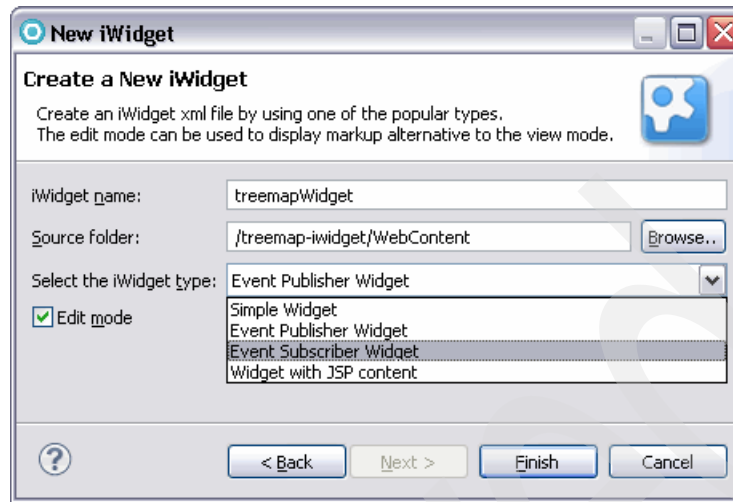 New iWidget
Create a New iWidget
Create an iWidget xml file by using one of the popular types.
The edit mode can be used to display markup alternative to the view mode.
iWidget name: treemapWidget
Source folder: /treemap-iwidget/WebContent Browse..
Select the iWidget type: Event Publisher Widget
Edit mode
Simple Widget
Event Publisher Widget
Event Subscriber Widget
Widget with JSP content
? < Back Next > Finish Cancel